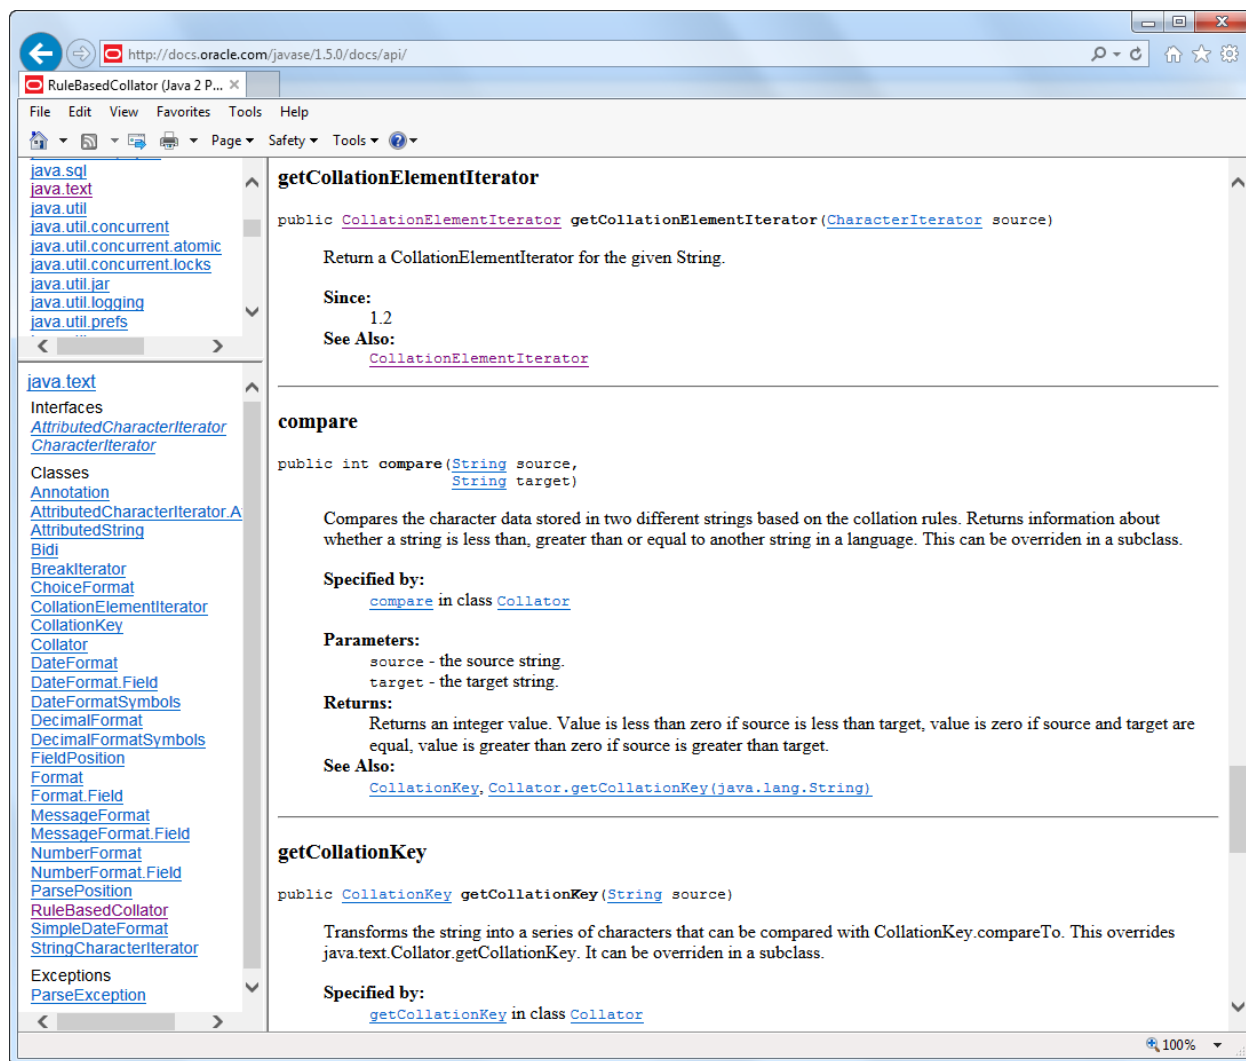 http://docs.oracle.com/javase/1.5.0/docs/api/
RuleBasedCollator (Java 2 P...
File Edit View Favorites Tools Help
Page Safety Tools
java.sql
java.text
java.util
java.util.concurrent
java.util.concurrent.atomic
java.util.concurrent.locks
java.util.jar
java.util.logging
java.util.prefs
java.text
Interfaces
AttributedCharacterIterator
CharacterIterator
Classes
Annotation
AttributedCharacterIterator.A
AttributedString
Bidi
BreakIterator
ChoiceFormat
CollationElementIterator
CollationKey
Collator
DateFormat
DateFormat.Field
DateFormatSymbols
DecimalFormat
DecimalFormatSymbols
FieldPosition
Format
Format.Field
MessageFormat
MessageFormat.Field
NumberFormat
NumberFormat.Field
ParsePosition
RuleBasedCollator
SimpleDateFormat
StringCharacterIterator
Exceptions
ParseException
getCollationElementIterator
public CollationElementIterator getCollationElementIterator(CharacterIterator source)
Return a CollationElementIterator for the given String.
Since:
1.2
See Also:
CollationElementIterator
compare
public int compare(String source,
String target)
Compares the character data stored in two different strings based on the collation rules. Returns information about
whether a string is less than, greater than or equal to another string in a language. This can be overriden in a subclass.
Specified by:
compare in class Collator
Parameters:
source - the source string.
target - the target string.
Returns:
Returns an integer value. Value is less than zero if source is less than target, value is zero if source and target are
equal, value is greater than zero if source is greater than target.
See Also:
CollationKey, Collator.getCollationKey(java.lang.String)
getCollationKey
public CollationKey getCollationKey(String source)
Transforms the string into a series of characters that can be compared with CollationKey.compareTo. This overrides
java.text.Collator.getCollationKey. It can be overriden in a subclass.
Specified by:
getCollationKey in class Collator
100%